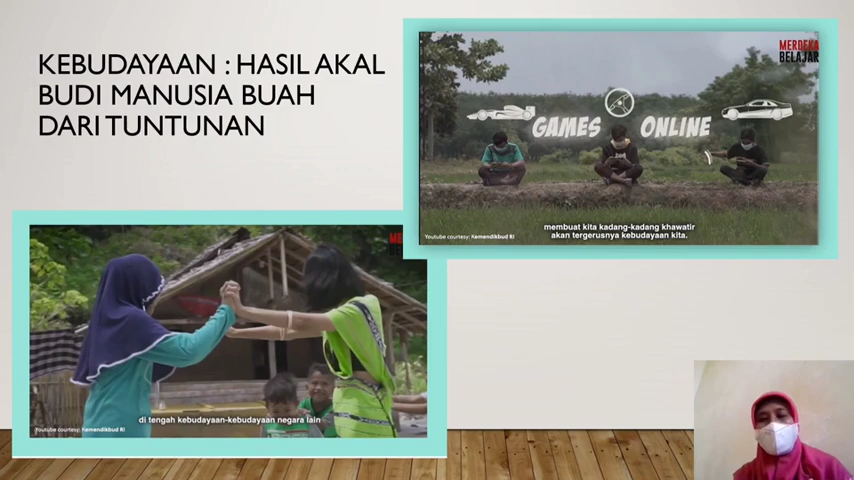 KEBUDAYAAN : HASIL AKAL
BUDI MANUSIA BUAH
DARI TUNTUNAN
MERDEKA
BELAJAR
GAMES ONLINE
membuat kita kadang-kadang khawatir
akan tergerusnya kebudayaan kita.
Youtube courtesy: Kemendikbud RI
di tengah kebudayaan-kebudayaan negara lain
Youtube courtesy: Kemendikbud RI